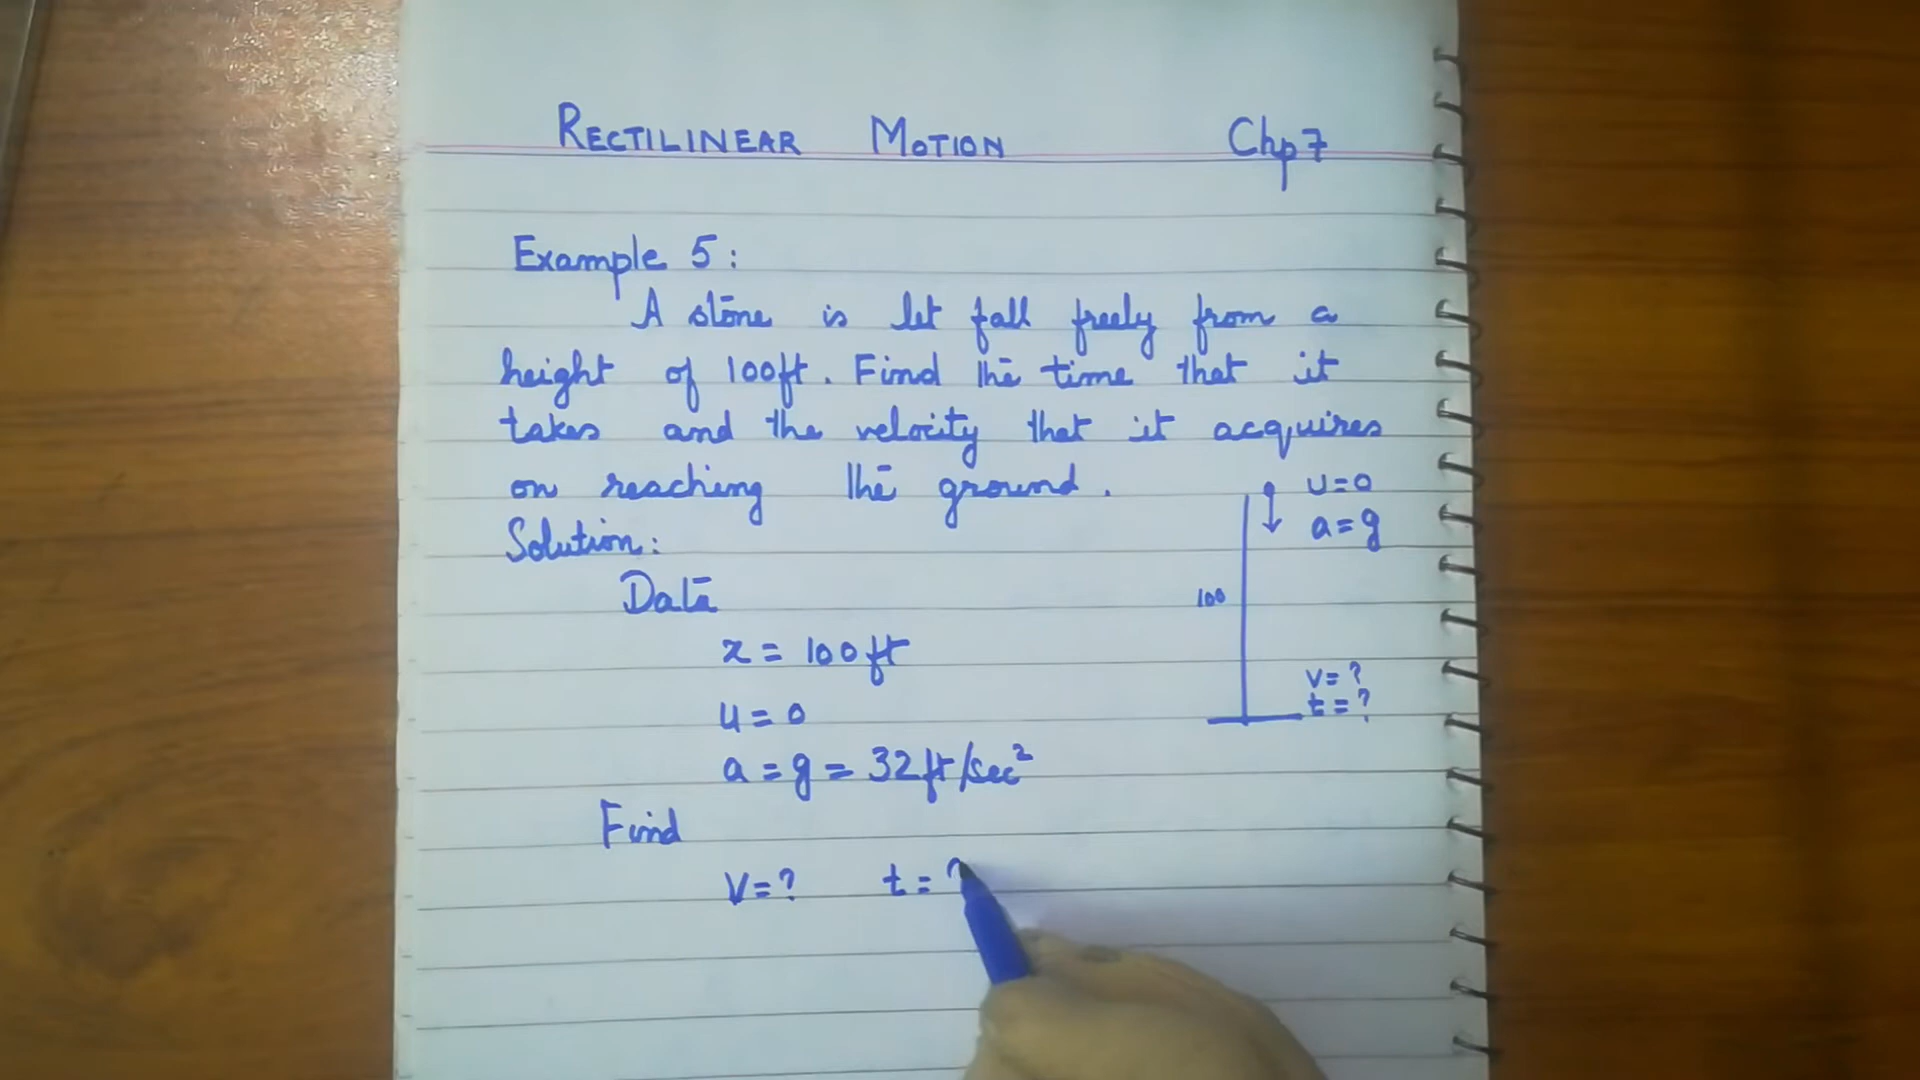 RECTILINEAR MOTION Chp 7
Example 5:
A stone is let fall freely from a
height of 100ft. Find the time that it
takes and the velocity that it acquires
on reaching the ground.
Solution:
Data
x = 100ft
u = 0
a = g = 32ft/sec²
Find
V = ? t = ?
u=0
a=g
100
v=?
t=?